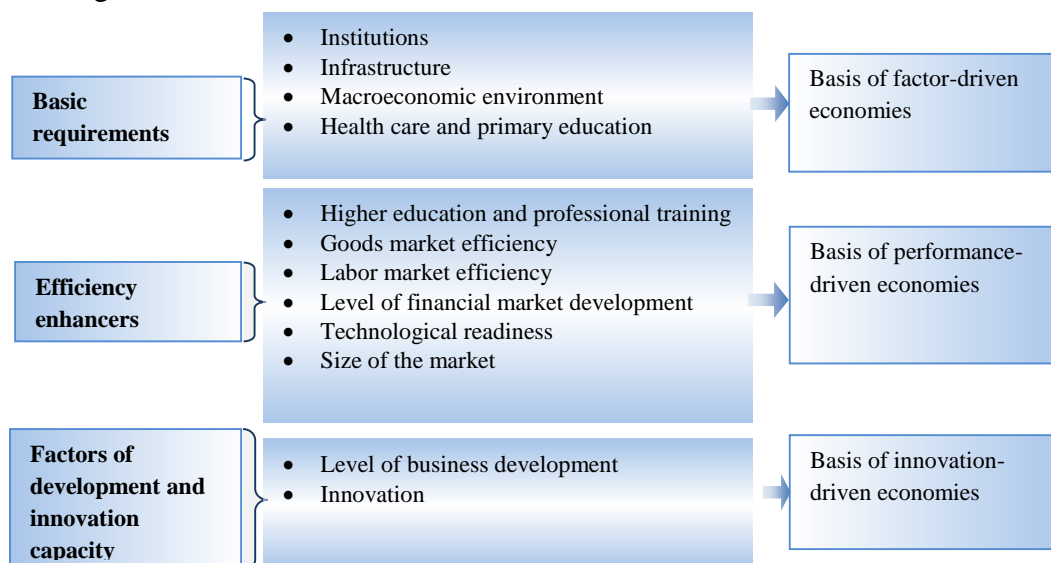 Basic
requirements
• Institutions
• Infrastructure
• Macroeconomic environment
• Health care and primary education
Basis of factor-driven
economies
Efficiency
enhancers
• Higher education and professional training
• Goods market efficiency
• Labor market efficiency
• Level of financial market development
• Technological readiness
• Size of the market
Basis of performance-
driven economies
Factors of
development and
innovation
capacity
• Level of business development
• Innovation
Basis of innovation-
driven economies